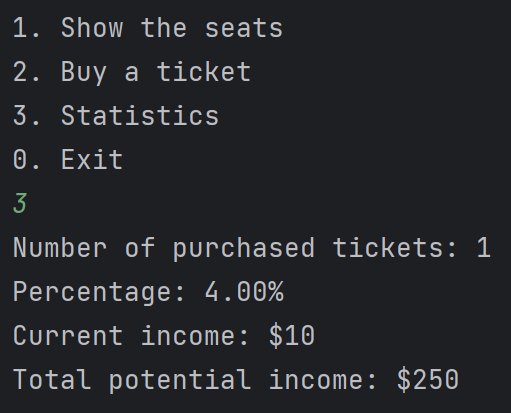 1. Show the seats
2. Buy a ticket
3. Statistics
0. Exit
3
Number of purchased tickets: 1
Percentage: 4.00%
Current income: $10
Total potential income: $250